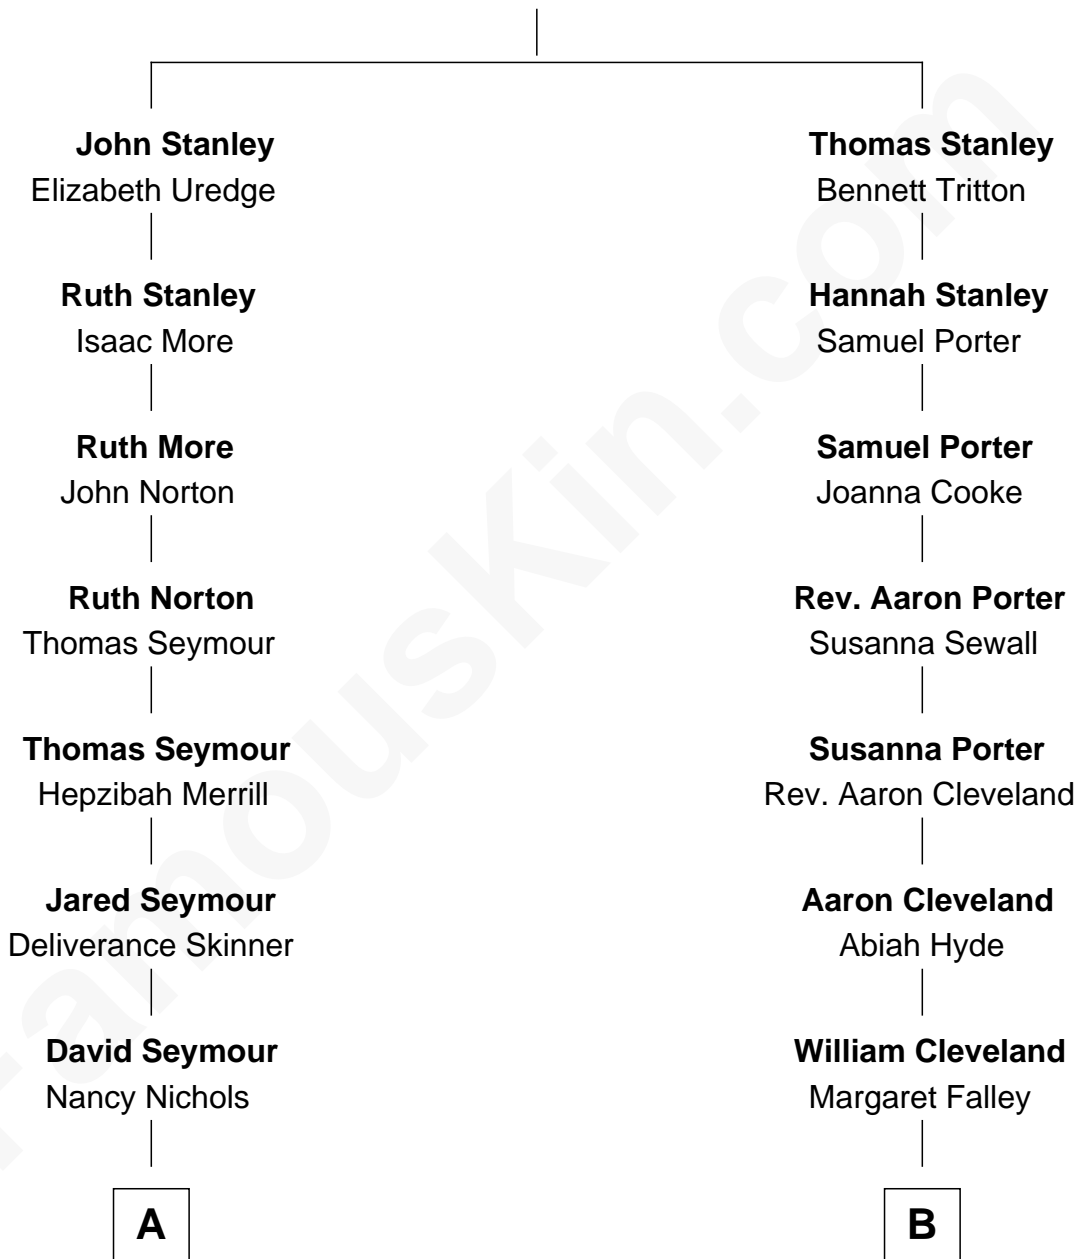 John Stanley
Elizabeth Uredge
Ruth Stanley
Isaac More
Ruth More
John Norton
Ruth Norton
Thomas Seymour
Thomas Seymour
Hepzibah Merrill
Jared Seymour
Deliverance Skinner
David Seymour
Nancy Nichols
A
Thomas Stanley
Bennett Tritton
Hannah Stanley
Samuel Porter
Samuel Porter
Joanna Cooke
Rev. Aaron Porter
Susanna Sewall
Susanna Porter
Rev. Aaron Cleveland
Aaron Cleveland
Abiah Hyde
William Cleveland
Margaret Falley
B
FamousKin.com